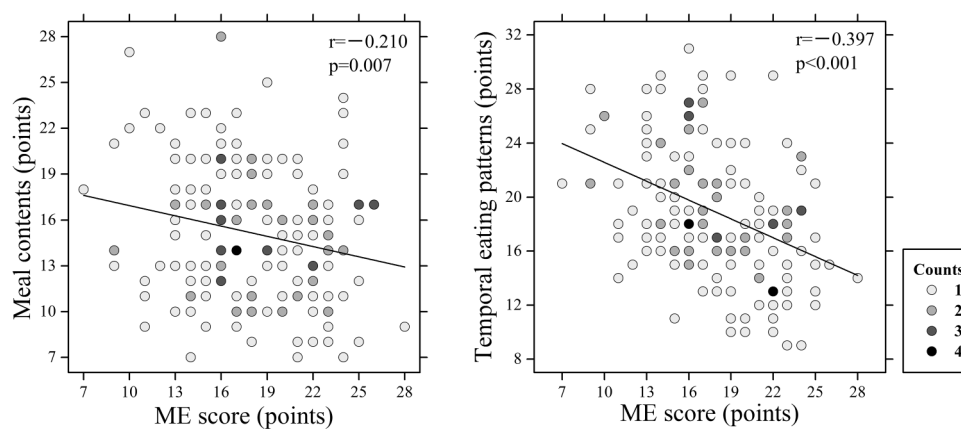 r=−0.210
p=0.007
Meal contents (points)
28
25
22
19
16
13
10
7
7 10 13 16 19 22 25 28
ME score (points)
r=−0.397
p<0.001
Temporal eating patterns (points)
32
28
24
20
16
12
8
7 10 13 16 19 22 25 28
ME score (points)
Counts
1
2
3
4